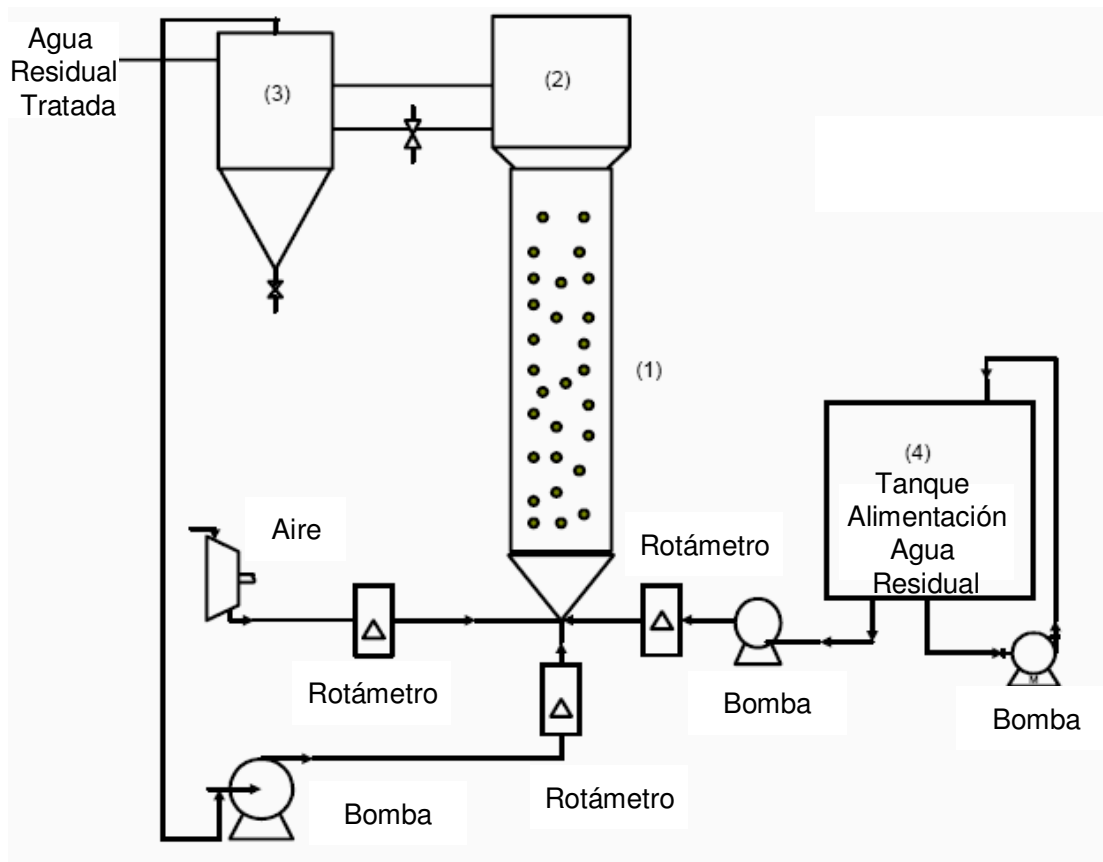 Agua
Residual
Tratada
(3)
(2)
(1)
(4)
Tanque
Alimentación
Agua
Residual
Aire
Rotámetro
Rotámetro
Bomba
Bomba
M
Rotámetro
Bomba